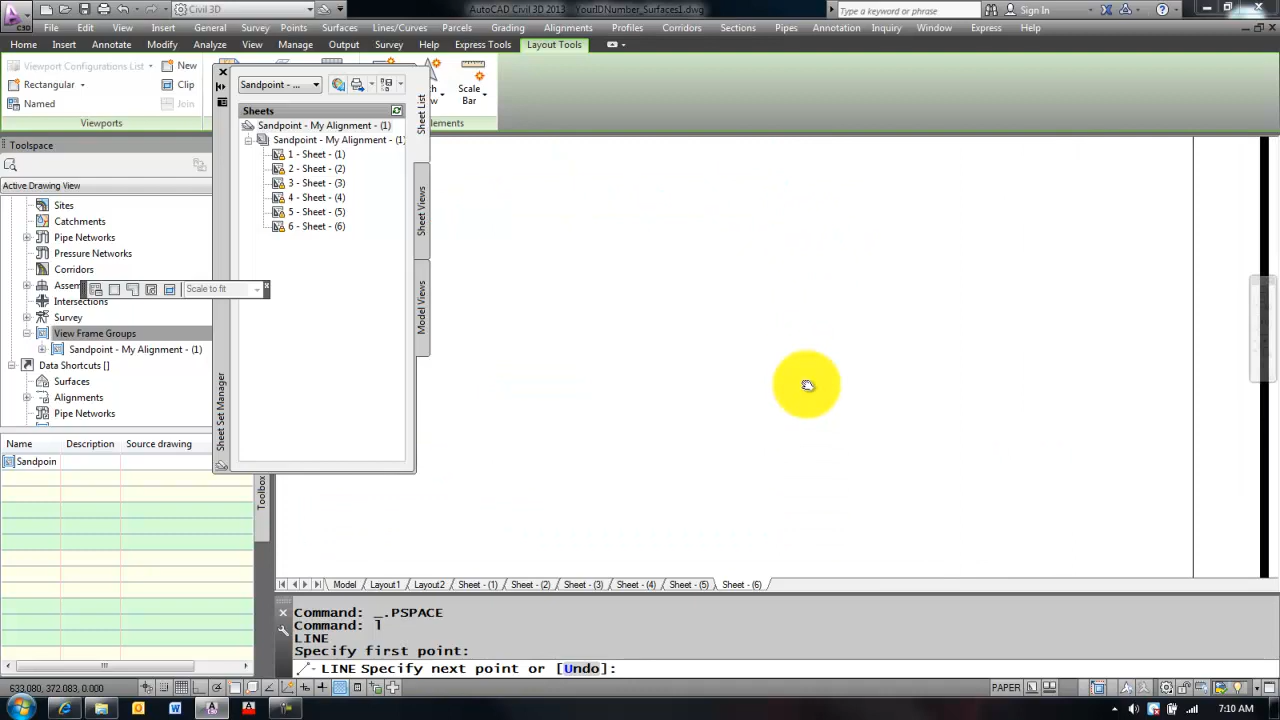 Civil 3D
AutoCAD Civil 3D 2013 YourIDNumber_Surfaces1.dwg
Type a keyword or phrase
Sign In
C3D
File Edit View Insert General Survey Points Surfaces Lines/Curves Parcels Grading Alignments Profiles Corridors Sections Pipes Annotation Inquiry Window Express
Home Insert Annotate Modify Analyze View Manage Output Survey Help Express Tools Layout Tools
Viewport Configurations List New
Rectangular Clip
Named Join
Viewports
Scale
Bar
Toolspace
Active Drawing View
Sites
Catchments
Pipe Networks
Pressure Networks
Corridors
Intersections
Survey
View Frame Groups
Sandpoint - My Alignment - (1)
Data Shortcuts []
Surfaces
Alignments
Pipe Networks
Name Description Source drawing
Sandpoin
Toolbox
Scale to fit
Sandpoint - ...
Sheets
Sandpoint - My Alignment - (1)
Sandpoint - My Alignment - (1)
1 - Sheet - (1)
2 - Sheet - (2)
3 - Sheet - (3)
4 - Sheet - (4)
5 - Sheet - (5)
6 - Sheet - (6)
Sheet List
Sheet Views
Model Views
Sheet Set Manager
Model Layout1 Layout2 Sheet - (1) Sheet - (2) Sheet - (3) Sheet - (4) Sheet - (5) Sheet - (6)
Command: _.PSPACE
Command: l
LINE
Specify first point:
LINE Specify next point or [Undo]:
633.080, 372.083, 0.000
PAPER
7:10 AM